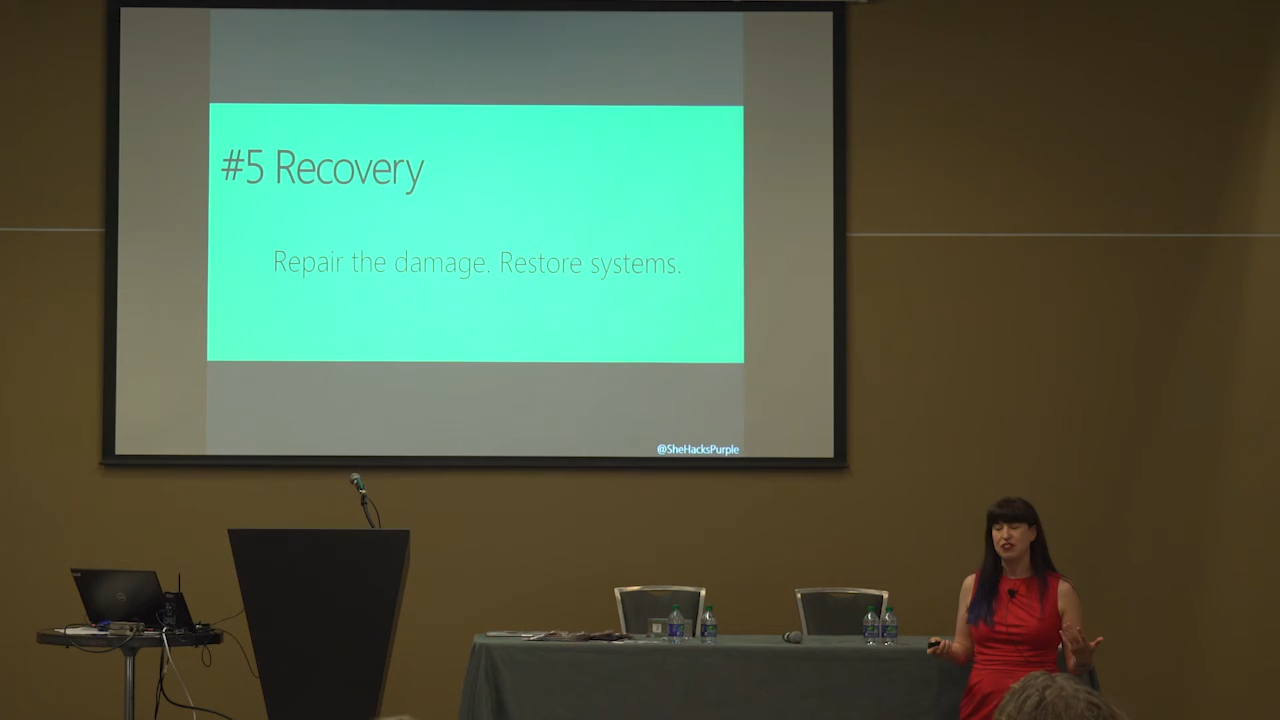 #5 Recovery
Repair the damage. Restore systems.
@SheHacksPurple